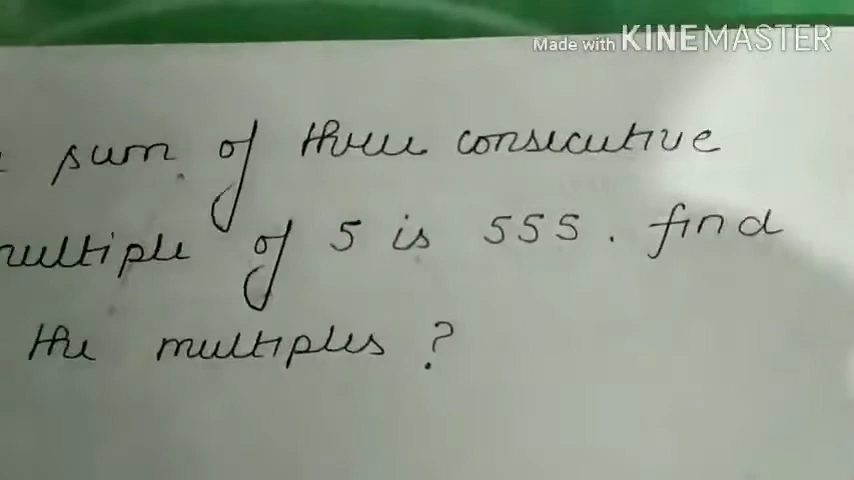 Made with KINEMASTER
sum of three consecutive
multiple of 5 is 555. find
the multiples ?